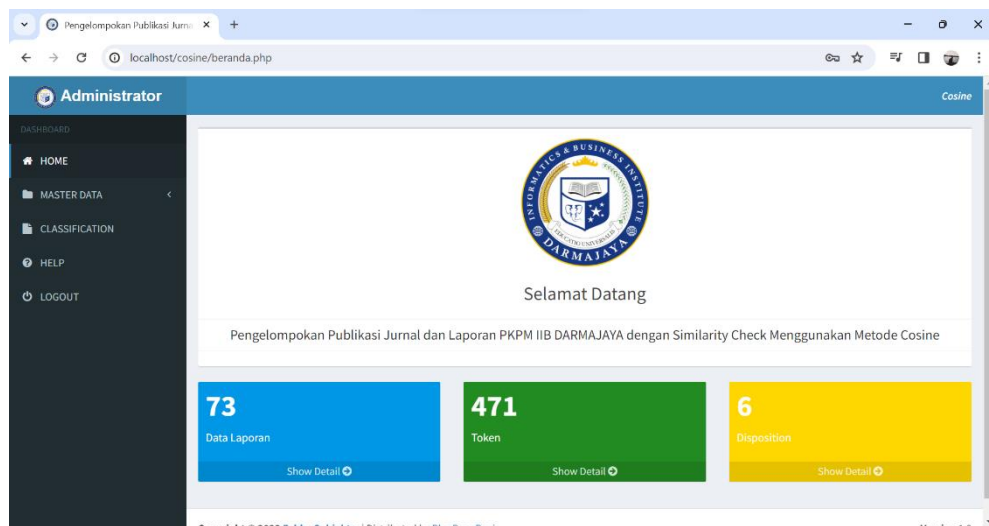 Pengelompokan Publikasi Jurna
localhost/cosine/beranda.php
Administrator
Cosine
DASHBOARD
HOME
MASTER DATA
CLASSIFICATION
HELP
LOGOUT
INFORMATICS & BUSINESS INSTITUTE
DARMAJAYA
Selamat Datang
Pengelompokan Publikasi Jurnal dan Laporan PKPM IIB DARMAJAYA dengan Similarity Check Menggunakan Metode Cosine
73
Data Laporan
Show Detail
471
Token
Show Detail
6
Disposition
Show Detail